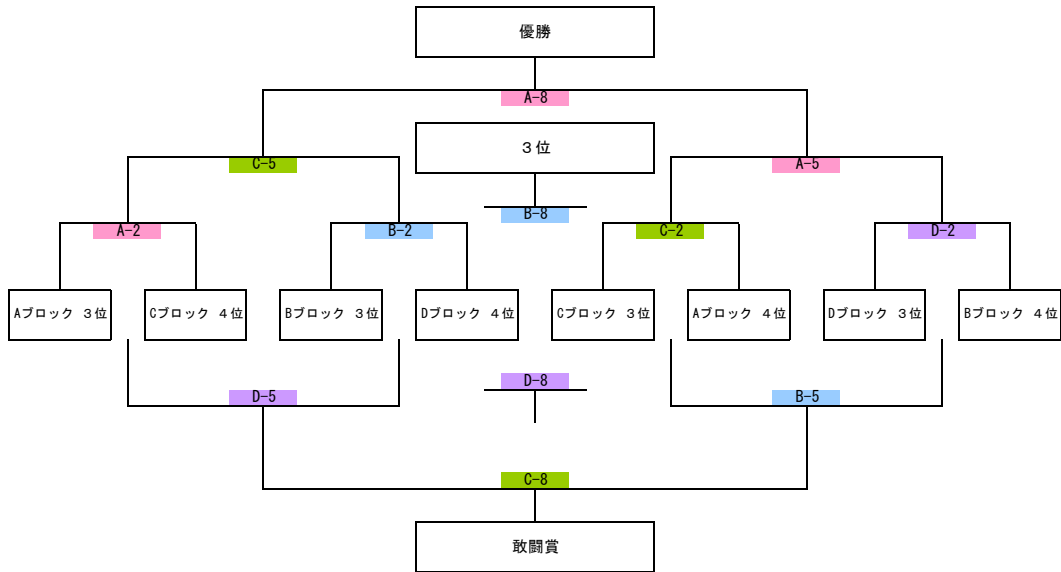 優勝
A-8
３位
C-5
A-5
B-8
A-2
B-2
C-2
D-2
Aブロック ３位
Cブロック ４位
Bブロック ３位
Dブロック ４位
Cブロック ３位
Aブロック ４位
Dブロック ３位
Bブロック ４位
D-8
D-5
B-5
C-8
敢闘賞